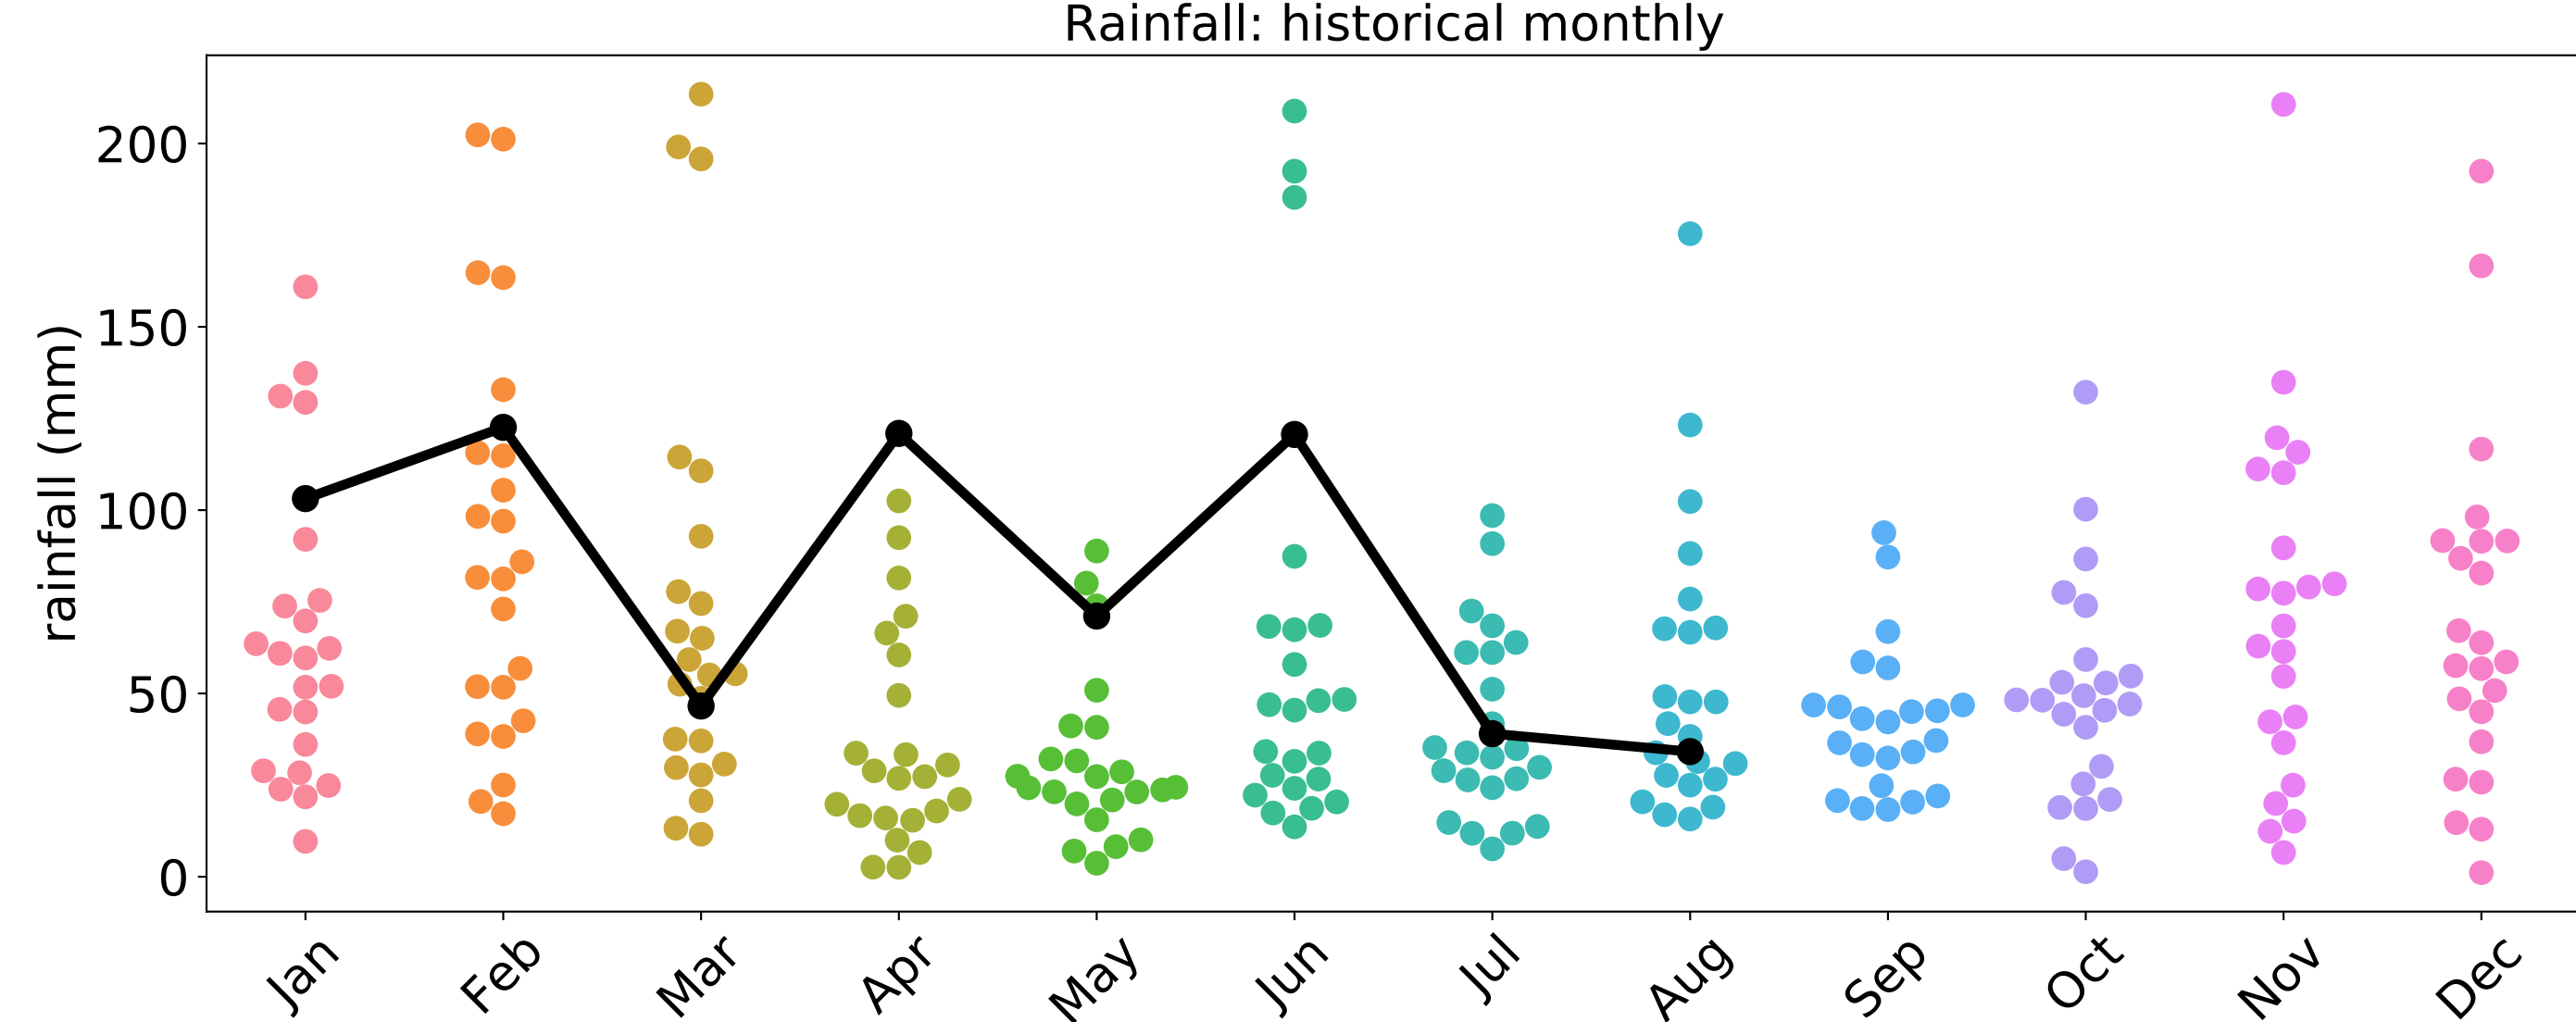 Rainfall: historical monthly
rainfall (mm)
200
150
100
50
0
Jan Feb Mar Apr May Jun Jul Aug Sep Oct Nov Dec